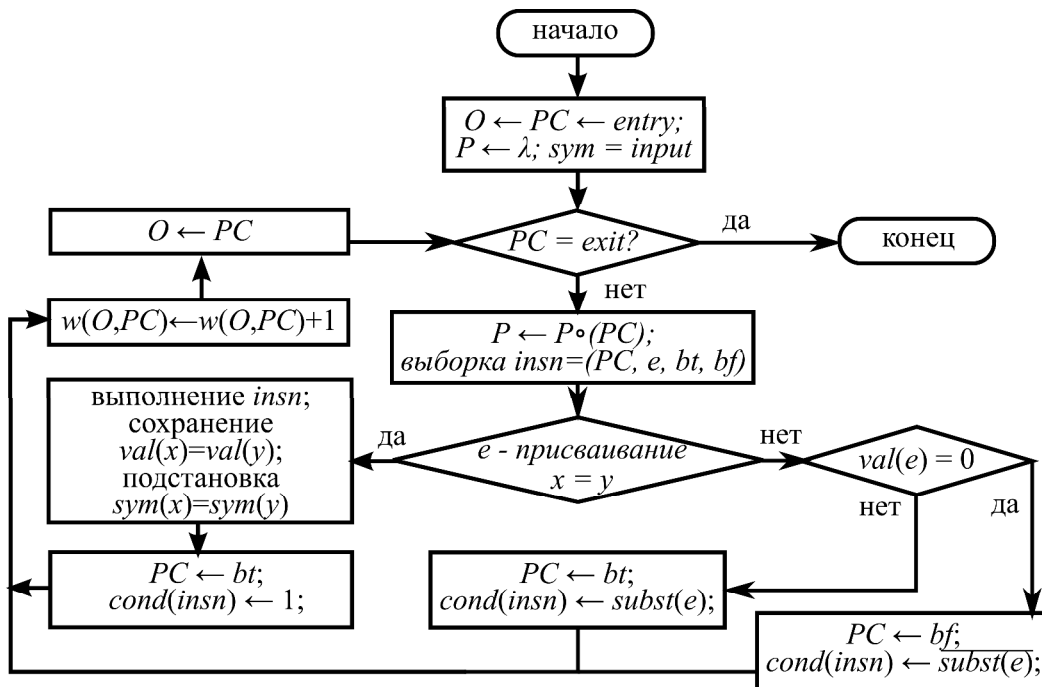 начало
O ← PC ← entry;
P ← λ; sym = input
O ← PC
PC = exit?
да
конец
нет
w(O,PC)←w(O,PC)+1
P ← P∘(PC);
выборка insn=(PC, e, bt, bf)
выполнение insn;
сохранение
val(x)=val(y);
подстановка
sym(x)=sym(y)
да
e - присваивание
x = y
нет
val(e) = 0
нет
да
PC ← bt;
cond(insn) ← 1;
PC ← bt;
cond(insn) ← subst(e);
PC ← bf;
cond(insn) ← \overline{subst(e)};